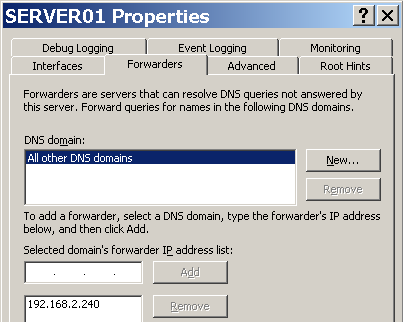 SERVER01 Properties
Debug Logging Event Logging Monitoring
Interfaces Forwarders Advanced Root Hints
Forwarders are servers that can resolve DNS queries not answered by
this server. Forward queries for names in the following DNS domains.
DNS domain:
All other DNS domains
New...
Remove
To add a forwarder, select a DNS domain, type the forwarder's IP address
below, and then click Add.
Selected domain's forwarder IP address list:
. . . Add
192.168.2.240 Remove